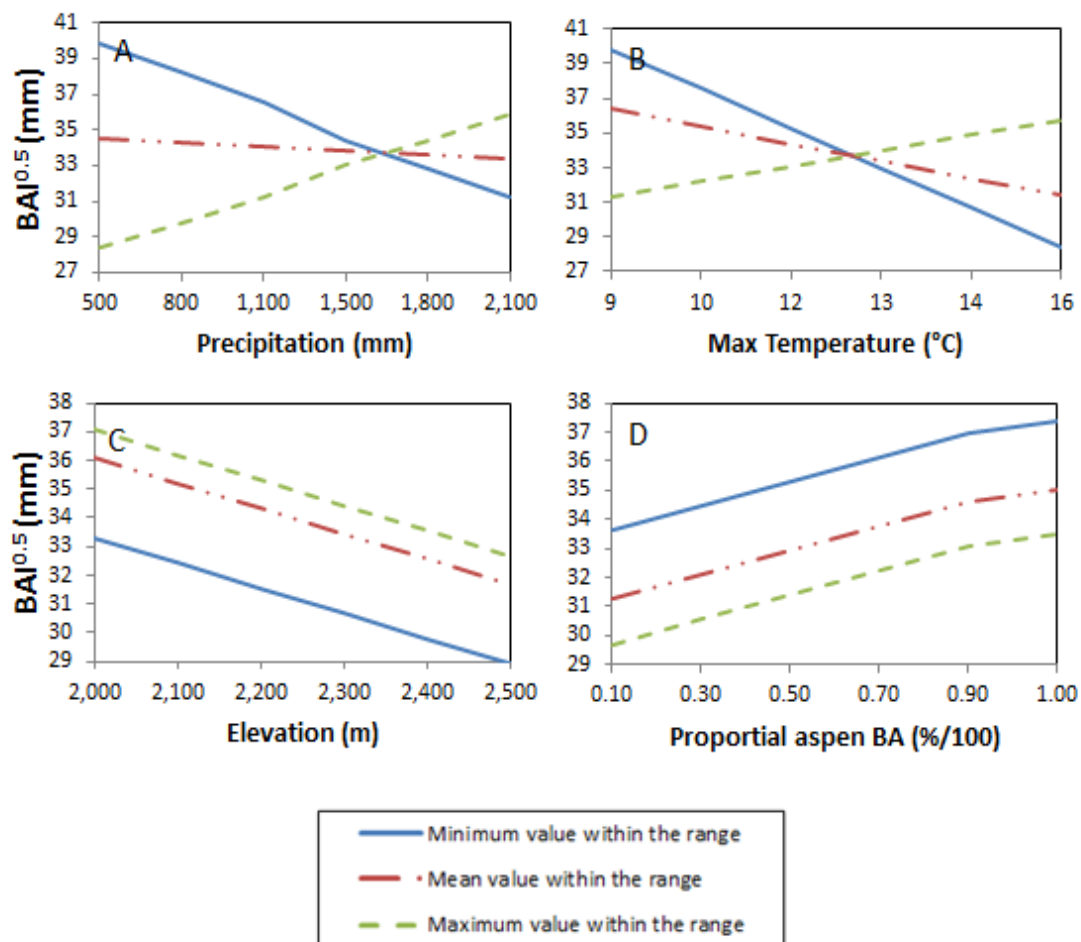 A
BAI^0.5 (mm)
41
39
37
35
33
31
29
27
500 800 1,100 1,500 1,800 2,100
Precipitation (mm)
B
41
39
37
35
33
31
29
27
9 10 12 13 14 16
Max Temperature (°C)
C
BAI^0.5 (mm)
38
37
36
35
34
33
32
31
30
29
2,000 2,100 2,200 2,300 2,400 2,500
Elevation (m)
D
38
37
36
35
34
33
32
31
30
29
0.10 0.30 0.50 0.70 0.90 1.00
Proportial aspen BA (%/100)
Minimum value within the range
Mean value within the range
Maximum value within the range